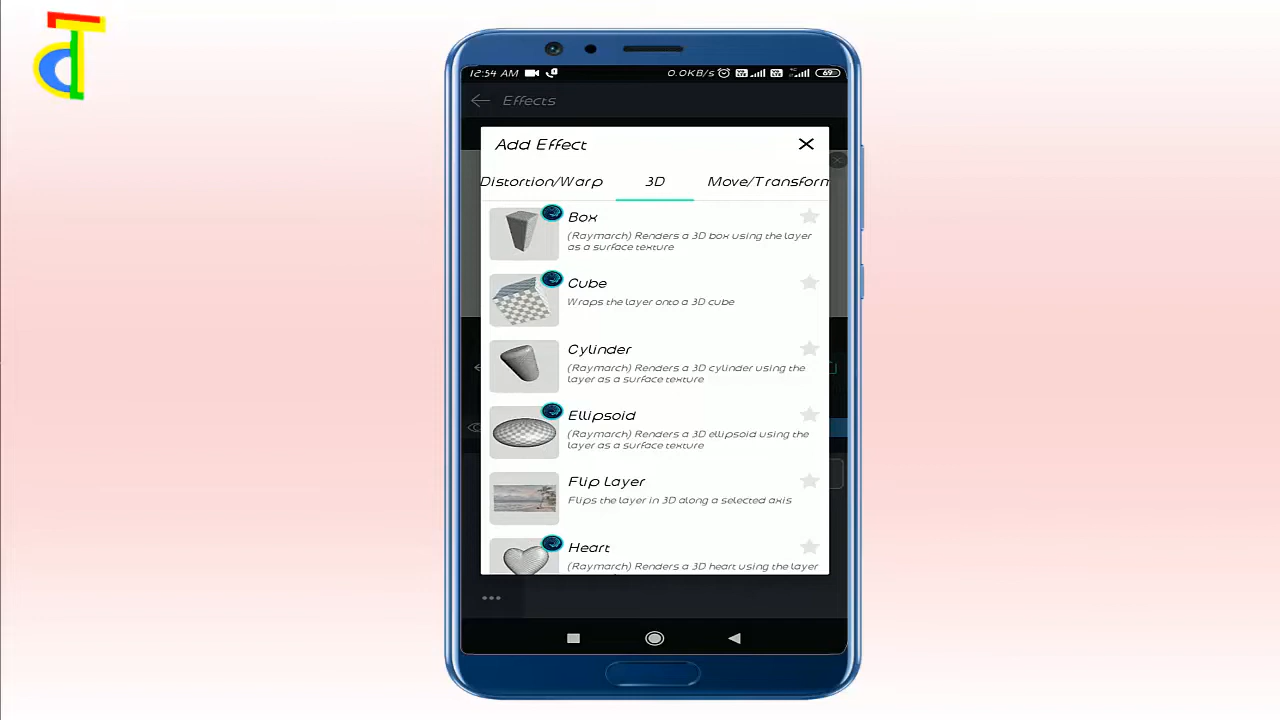 dT
12:54 AM 0.0KB/s 69
Effects
Add Effect
Distortion/Warp 3D Move/Transform
Box
(Raymarch) Renders a 3D box using the layer
as a surface texture
Cube
Wraps the layer onto a 3D cube
Cylinder
(Raymarch) Renders a 3D cylinder using the
layer as a surface texture
Ellipsoid
(Raymarch) Renders a 3D ellipsoid using the
layer as a surface texture
Flip Layer
Flips the layer in 3D along a selected axis
Heart
(Raymarch) Renders a 3D heart using the layer